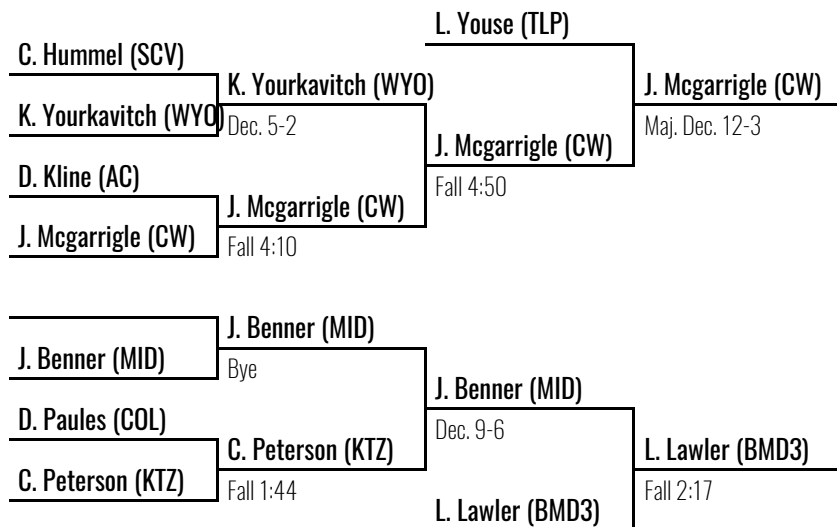 L. Youse (TLP)
C. Hummel (SCV)
K. Yourkavitch (WYO)
J. Mcgarrigle (CW)
K. Yourkavitch (WYO)
Dec. 5-2
Maj. Dec. 12-3
J. Mcgarrigle (CW)
D. Kline (AC)
Fall 4:50
J. Mcgarrigle (CW)
J. Mcgarrigle (CW)
Fall 4:10
J. Benner (MID)
J. Benner (MID)
Bye
J. Benner (MID)
D. Paules (COL)
Dec. 9-6
C. Peterson (KTZ)
L. Lawler (BMD3)
C. Peterson (KTZ)
Fall 1:44
Fall 2:17
L. Lawler (BMD3)